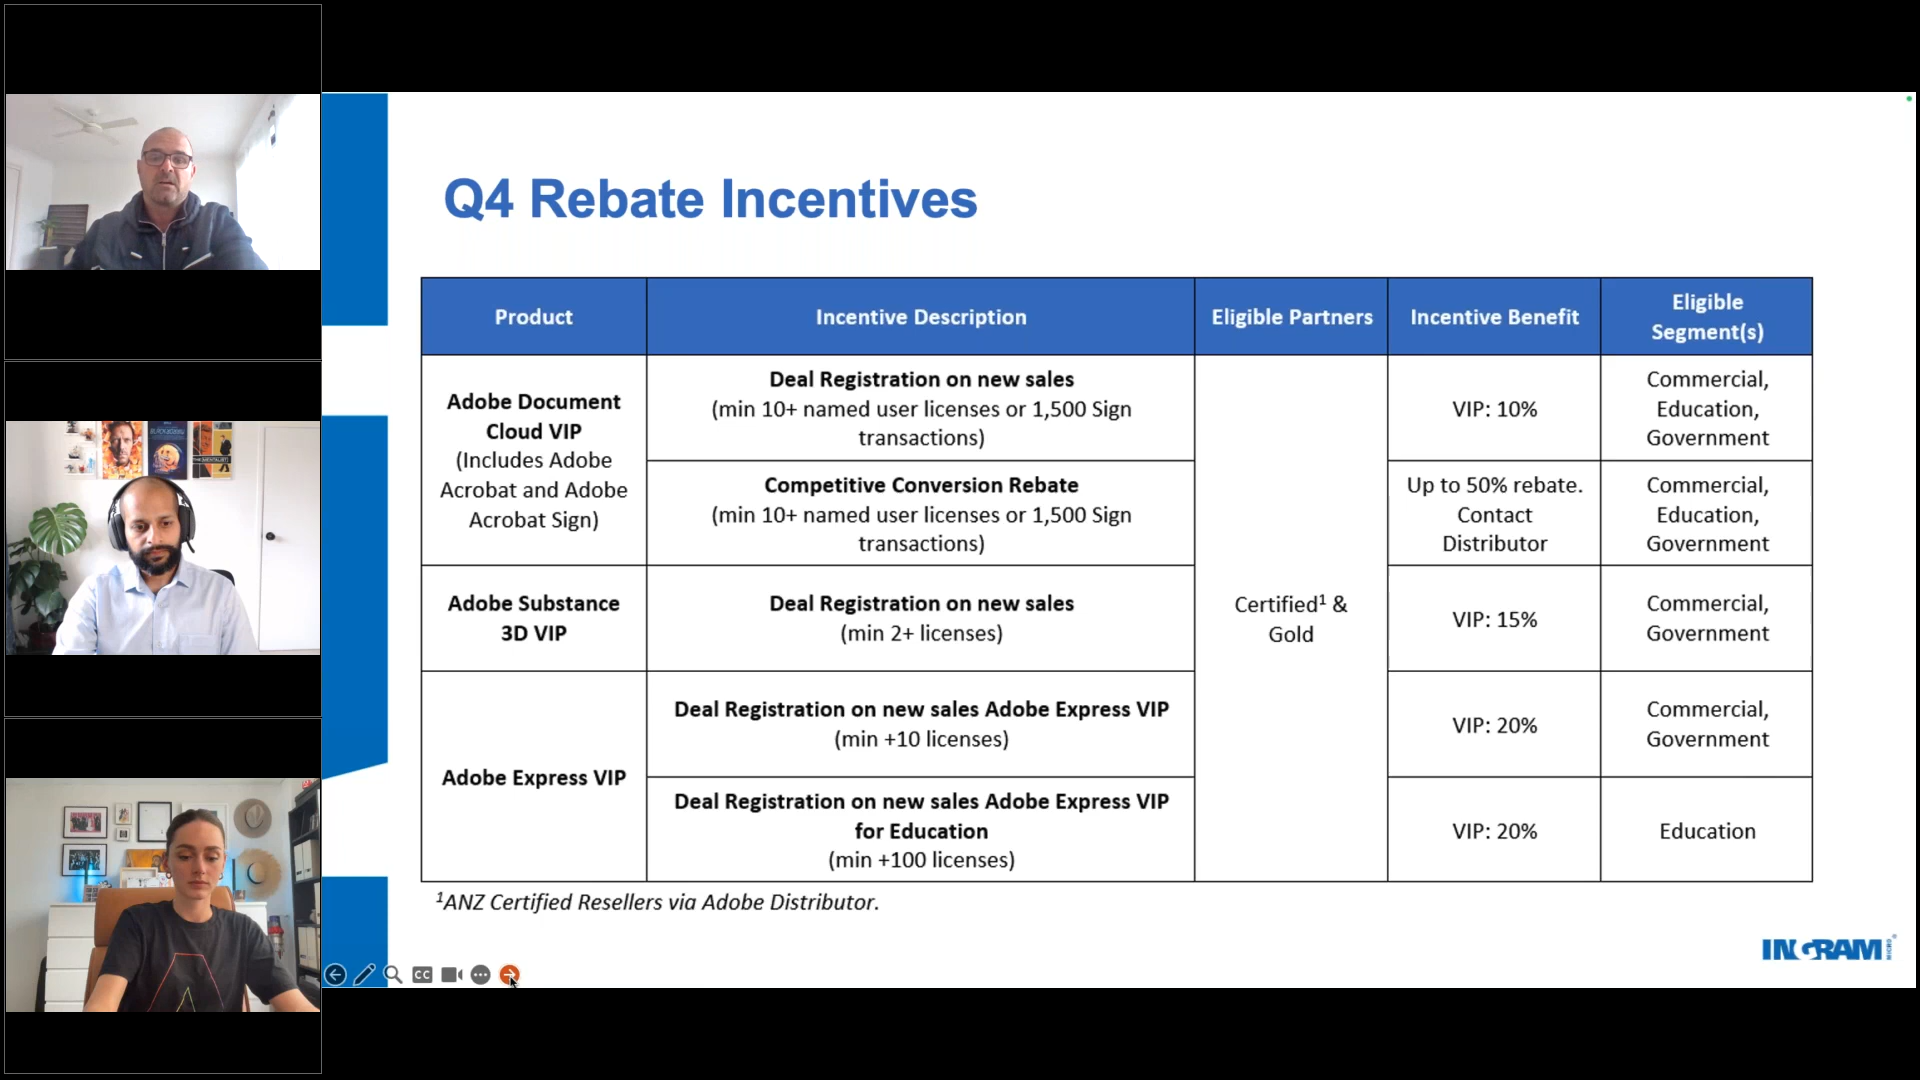 Q4 Rebate Incentives
Product
Incentive Description
Eligible Partners
Incentive Benefit
Eligible
Segment(s)
Adobe Document
Cloud VIP
(Includes Adobe
Acrobat and Adobe
Acrobat Sign)
Deal Registration on new sales
(min 10+ named user licenses or 1,500 Sign
transactions)
Certified¹ &
Gold
VIP: 10%
Commercial,
Education,
Government
Competitive Conversion Rebate
(min 10+ named user licenses or 1,500 Sign
transactions)
Up to 50% rebate.
Contact
Distributor
Commercial,
Education,
Government
Adobe Substance
3D VIP
Deal Registration on new sales
(min 2+ licenses)
VIP: 15%
Commercial,
Government
Adobe Express VIP
Deal Registration on new sales Adobe Express VIP
(min +10 licenses)
VIP: 20%
Commercial,
Government
Deal Registration on new sales Adobe Express VIP
for Education
(min +100 licenses)
VIP: 20%
Education
¹ANZ Certified Resellers via Adobe Distributor.
INGRAM MICRO®
CC